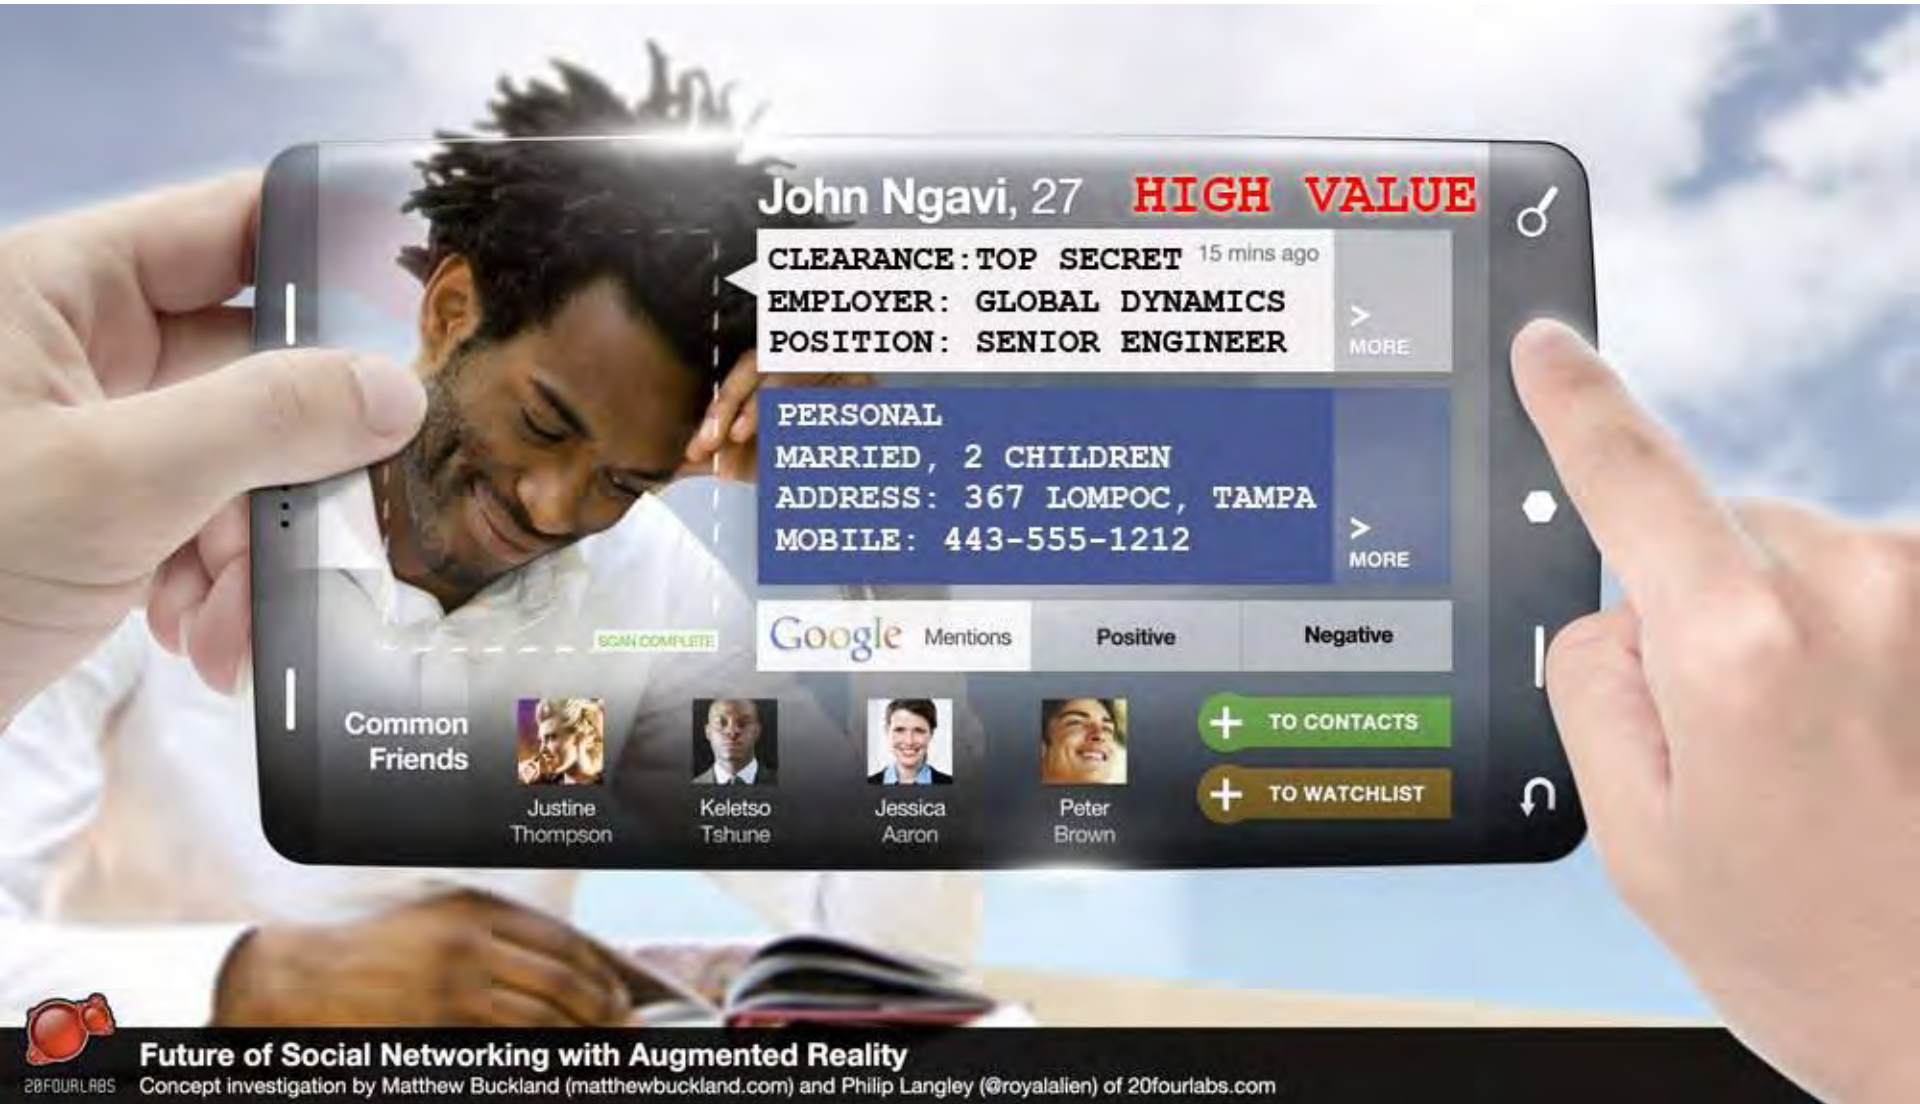 John Ngavi, 27 HIGH VALUE
CLEARANCE:TOP SECRET 15 mins ago
EMPLOYER: GLOBAL DYNAMICS
POSITION: SENIOR ENGINEER
>
MORE
PERSONAL
MARRIED, 2 CHILDREN
ADDRESS: 367 LOMPOC, TAMPA
MOBILE: 443-555-1212
>
MORE
SCAN COMPLETE
Google Mentions Positive Negative
Common
Friends
Justine
Thompson
Keletso
Tshune
Jessica
Aaron
Peter
Brown
+ TO CONTACTS
+ TO WATCHLIST
20FOURLABS
Future of Social Networking with Augmented Reality
Concept investigation by Matthew Buckland (matthewbuckland.com) and Philip Langley (@royalalien) of 20fourlabs.com